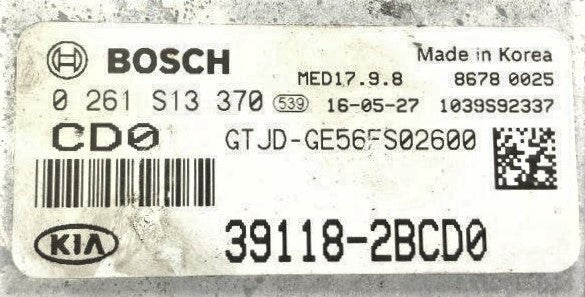 BOSCH Made in Korea
MED17.9.8 8678 0025
0 261 S13 370 539 16-05-27 1039S92337
CD0 GTJD-GE56FS02600
KIA 39118-2BCD0